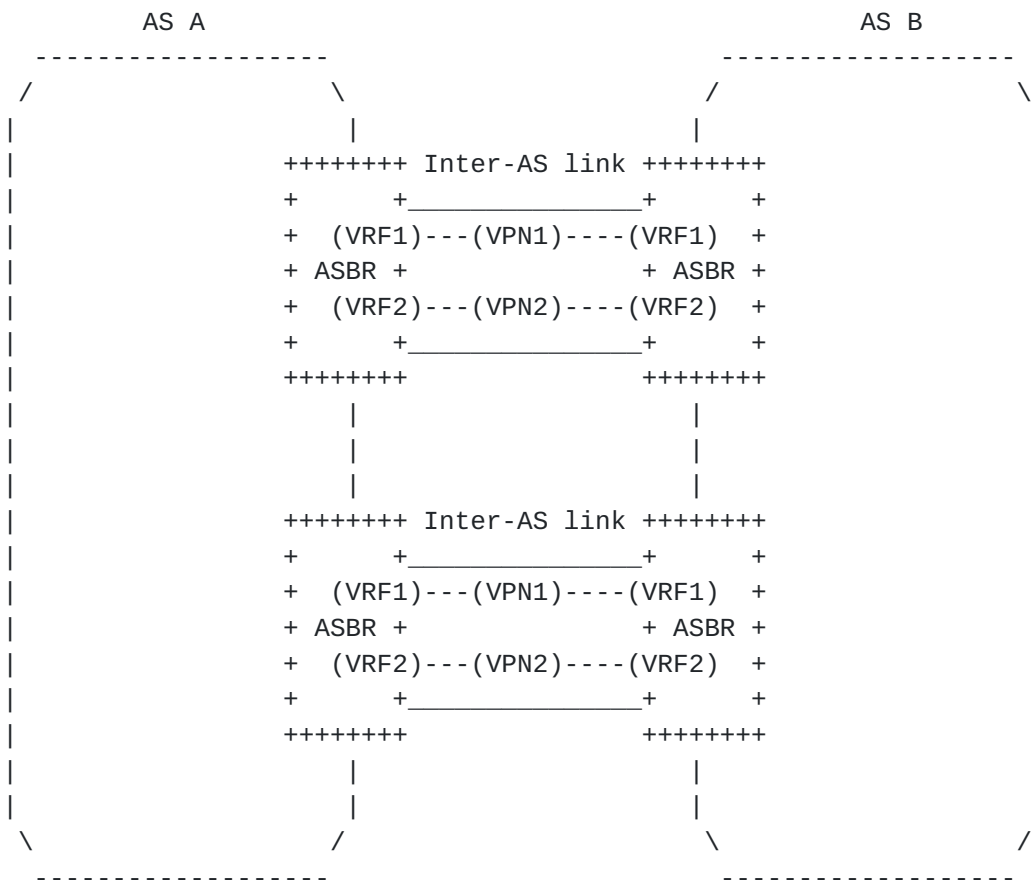 AS A AS B
Inter-AS link
(VRF1)---(VPN1)----(VRF1)
ASBR ASBR
(VRF2)---(VPN2)----(VRF2)
Inter-AS link
(VRF1)---(VPN1)----(VRF1)
ASBR ASBR
(VRF2)---(VPN2)----(VRF2)